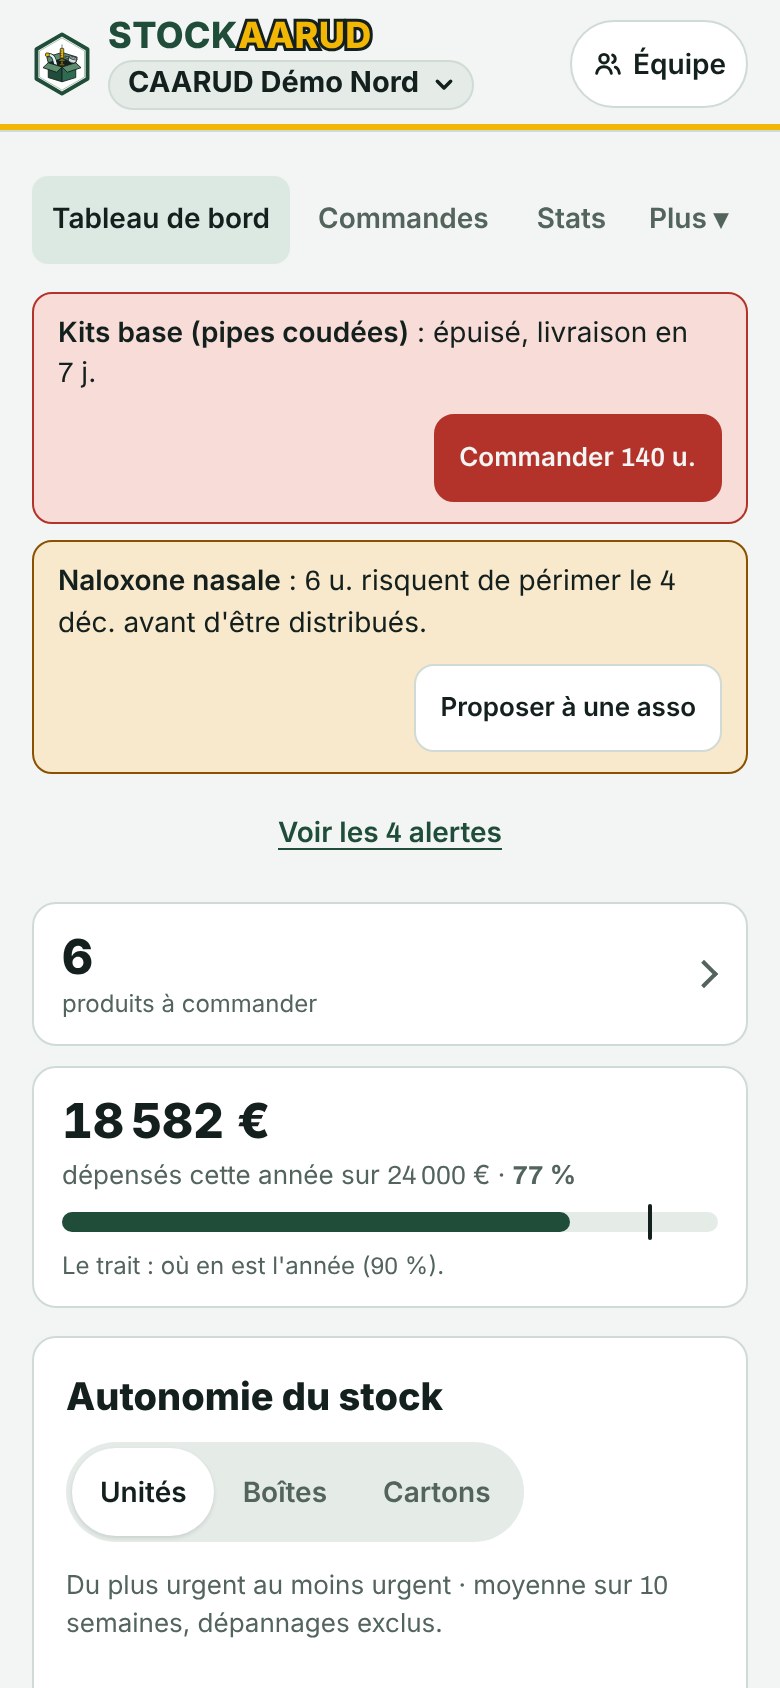 STOCKAARUD
CAARUD Démo Nord
Équipe
Tableau de bord
Commandes
Stats
Plus ▾
Kits base (pipes coudées) : épuisé, livraison en
7 j.
Commander 140 u.
Naloxone nasale : 6 u. risquent de périmer le 4
déc. avant d'être distribués.
Proposer à une asso
Voir les 4 alertes
6
produits à commander
18 582 €
dépensés cette année sur 24 000 € · 77 %
Le trait : où en est l'année (90 %).
Autonomie du stock
Unités
Boîtes
Cartons
Du plus urgent au moins urgent · moyenne sur 10
semaines, dépannages exclus.